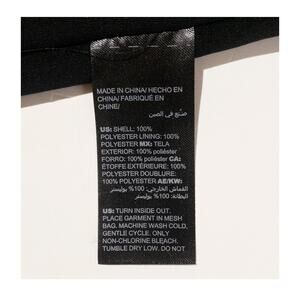 MADE IN CHINA/ HECHO EN
CHINA/ FABRIQUÉ EN
CHINE/
صنع في الصين
US: SHELL: 100%
POLYESTER LINING: 100%
POLYESTER MX: TELA
EXTERIOR: 100% poliéster
FORRO: 100% poliéster CA:
ÉTOFFE EXTÉRIEURE: 100%
POLYESTER DOUBLURE:
100% POLYESTER AE/KW:
القماش الخارجي: 100% بوليستر
البطانة: 100% بوليستر
US: TURN INSIDE OUT.
PLACE GARMENT IN MESH
BAG. MACHINE WASH COLD,
GENTLE CYCLE. ONLY
NON-CHLORINE BLEACH.
TUMBLE DRY LOW. DO NOT